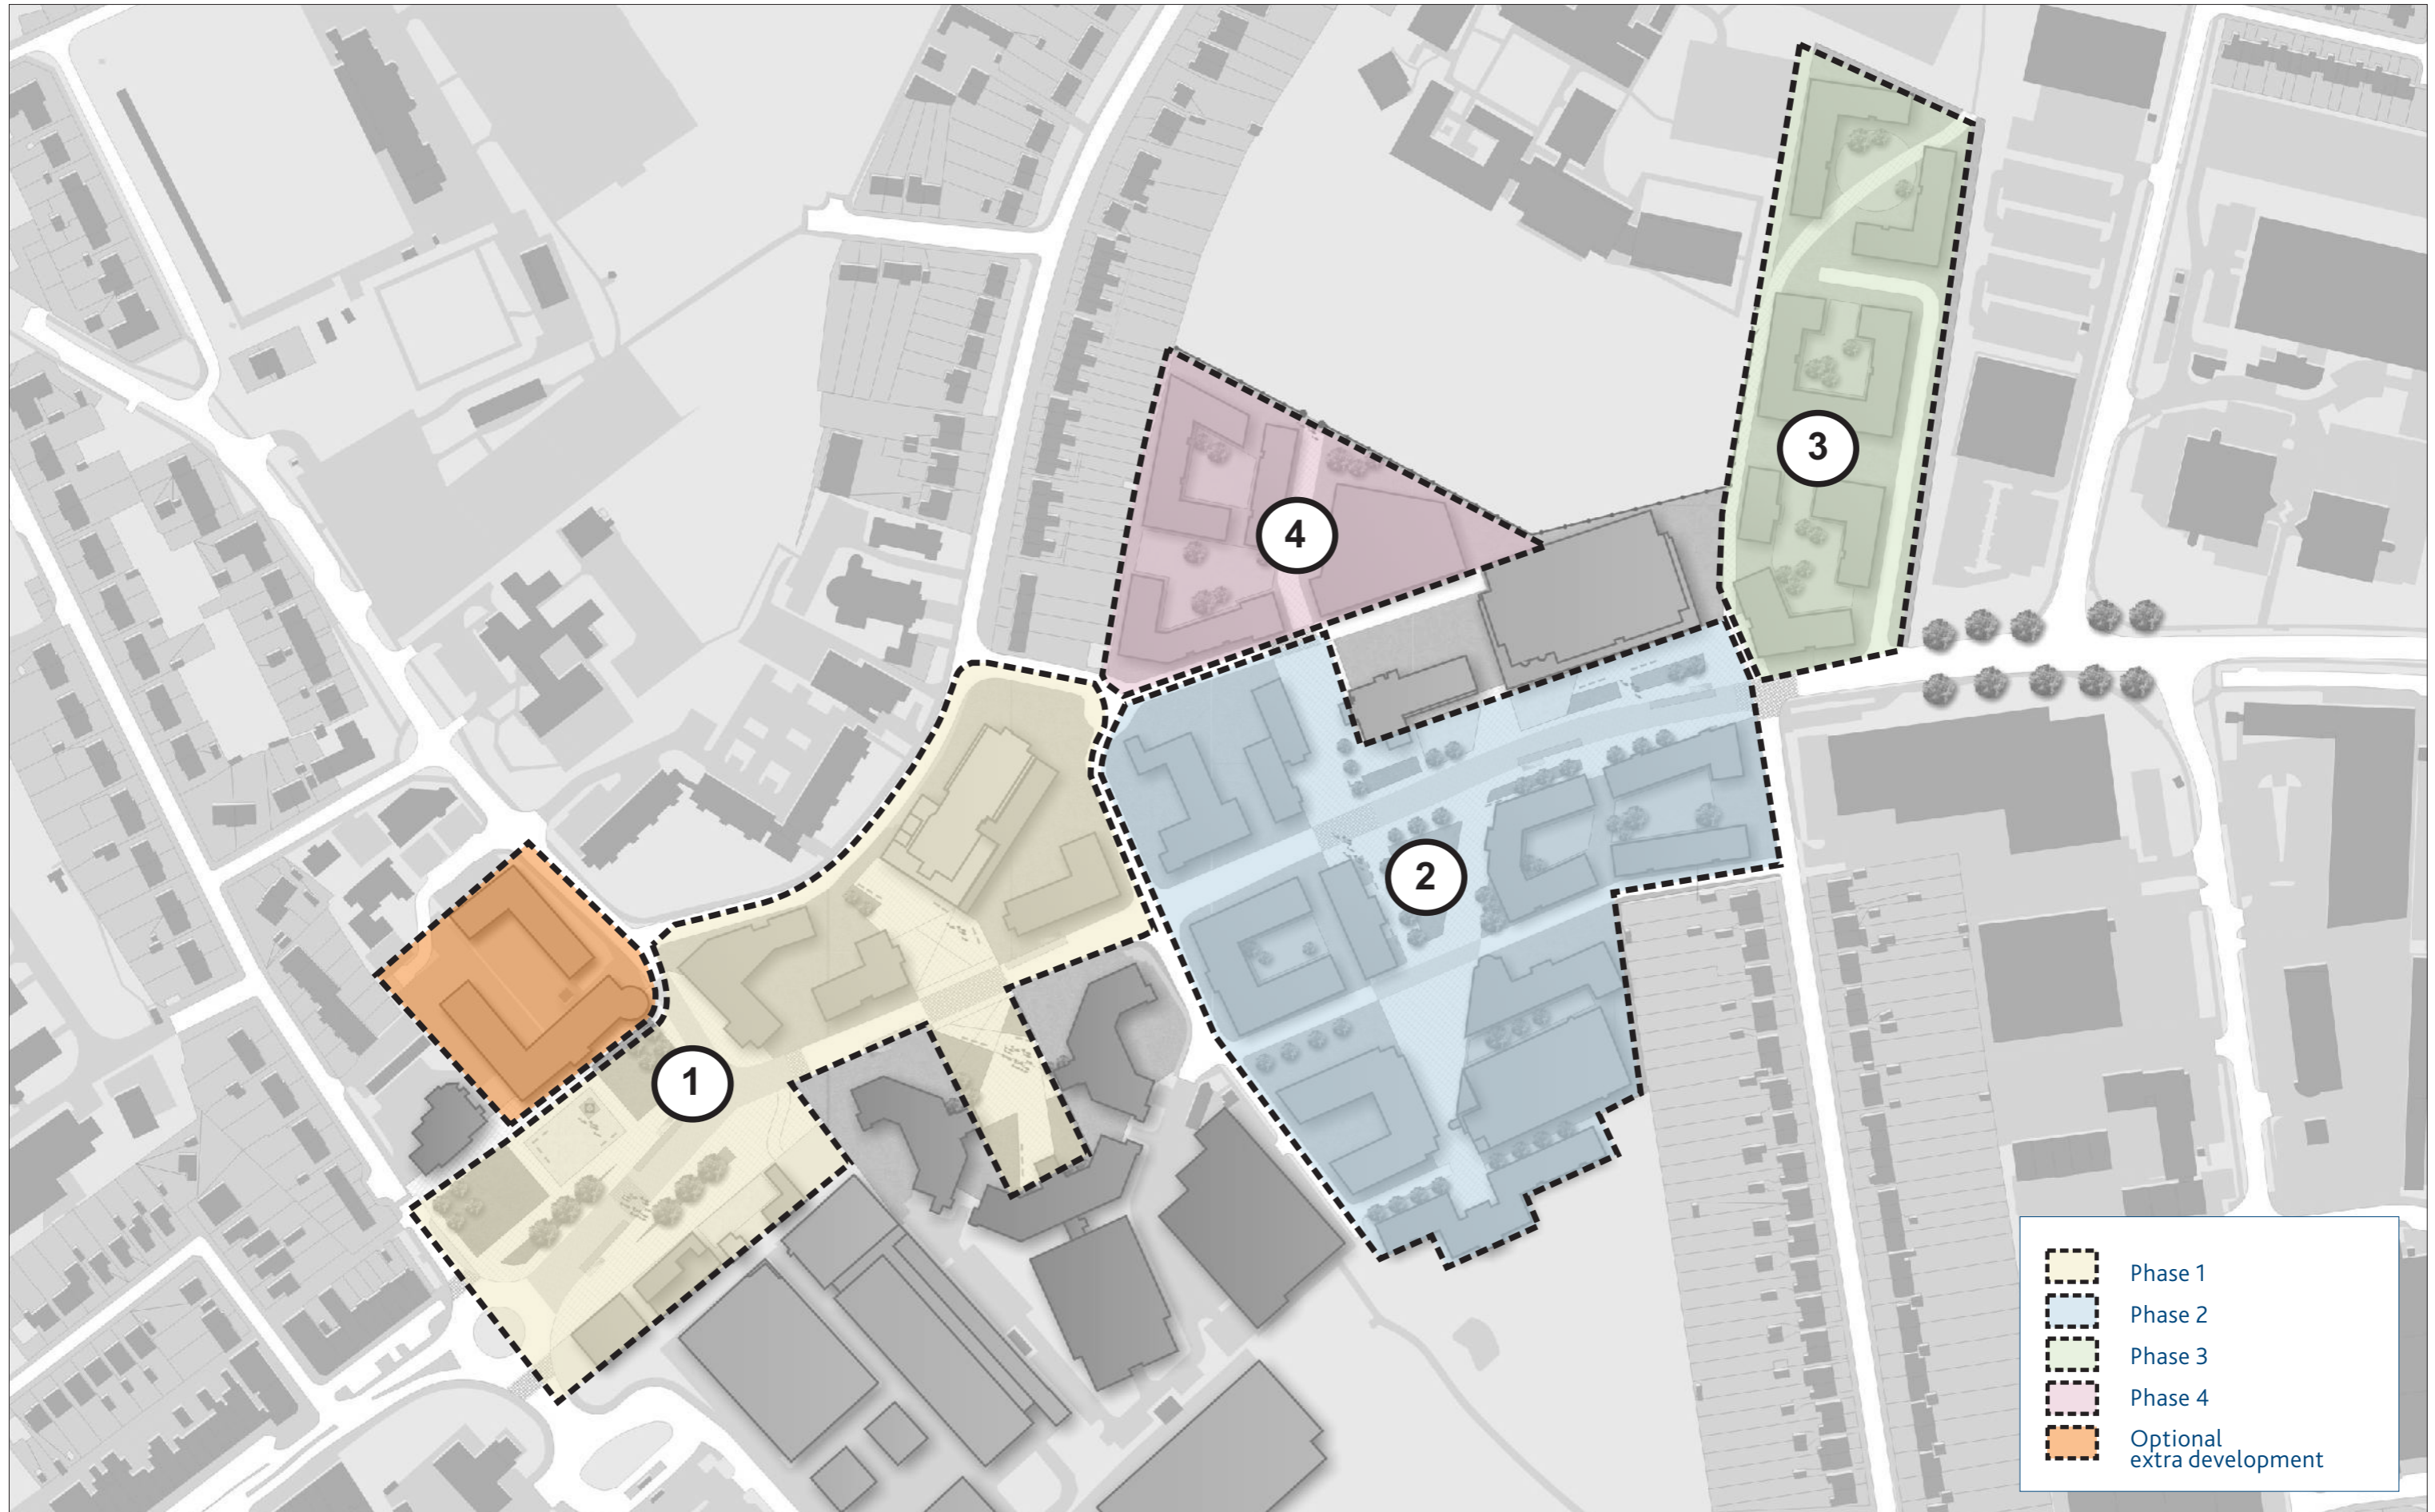 3
4
2
1
Phase 1
Phase 2
Phase 3
Phase 4
Optional
extra development